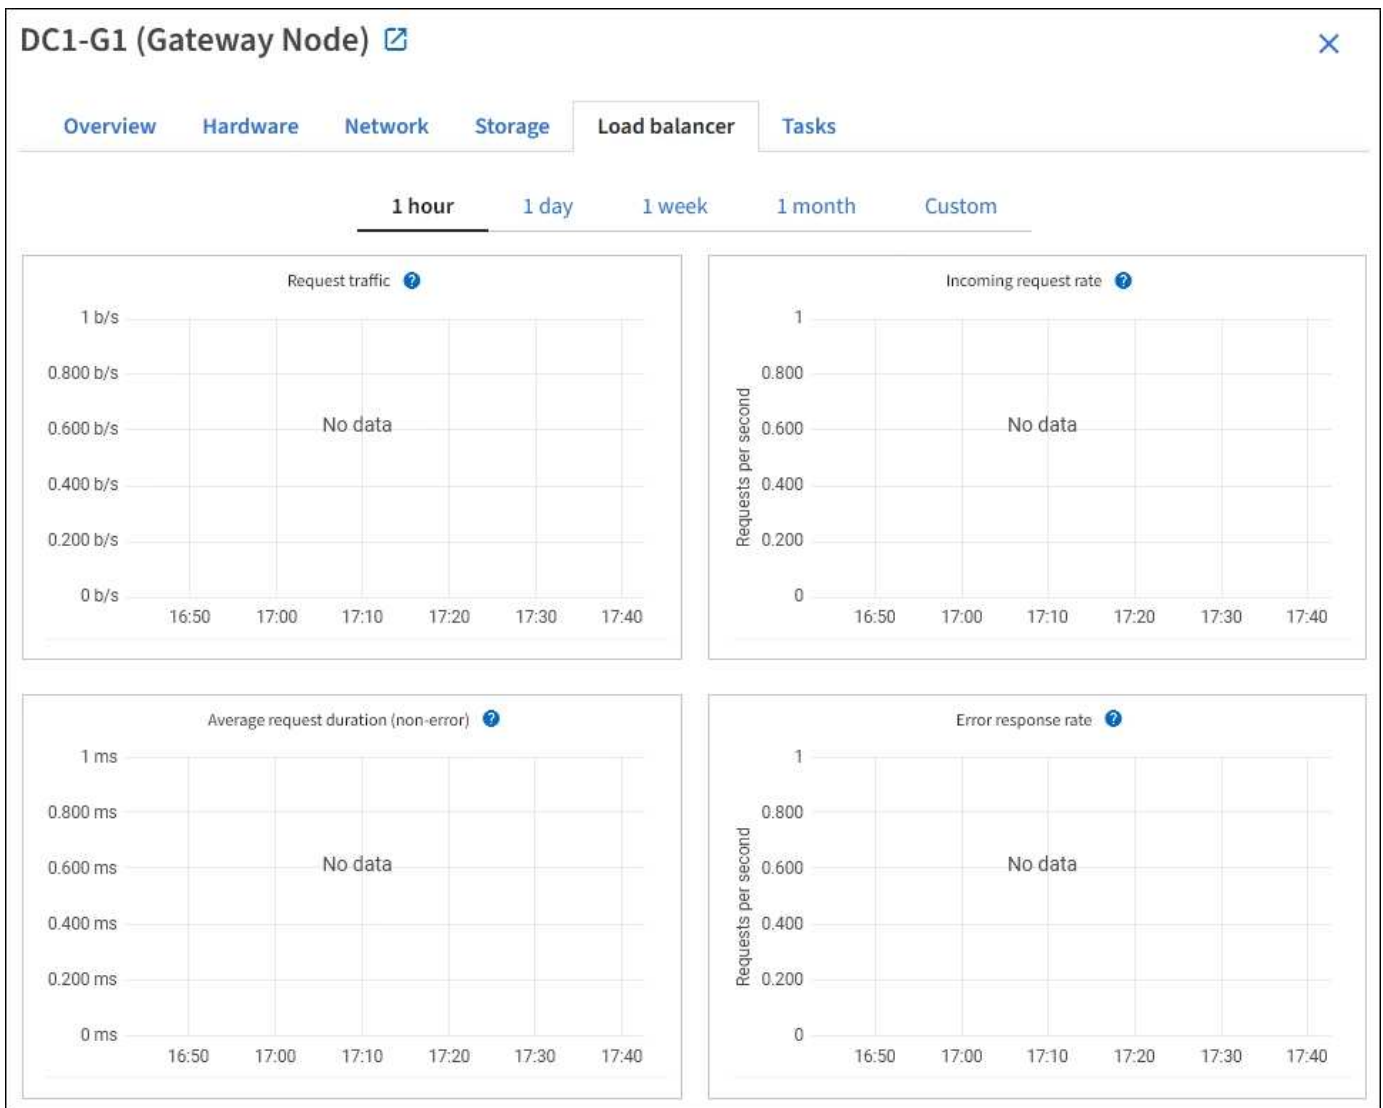 DC1-G1 (Gateway Node)
Overview Hardware Network Storage Load balancer Tasks
1 hour 1 day 1 week 1 month Custom
Request traffic ?
1 b/s
0.800 b/s
0.600 b/s
0.400 b/s
0.200 b/s
0 b/s
No data
16:50 17:00 17:10 17:20 17:30 17:40
Incoming request rate ?
Requests per second
1
0.800
0.600
0.400
0.200
0
No data
16:50 17:00 17:10 17:20 17:30 17:40
Average request duration (non-error) ?
1 ms
0.800 ms
0.600 ms
0.400 ms
0.200 ms
0 ms
No data
16:50 17:00 17:10 17:20 17:30 17:40
Error response rate ?
Requests per second
1
0.800
0.600
0.400
0.200
0
No data
16:50 17:00 17:10 17:20 17:30 17:40